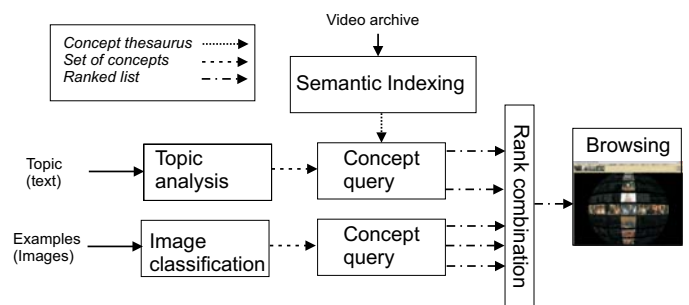 Video archive
Concept thesaurus
Set of concepts
Ranked list
Semantic Indexing
Topic
(text)
Topic
analysis
Concept
query
Rank combination
Browsing
Examples
(Images)
Image
classification
Concept
query